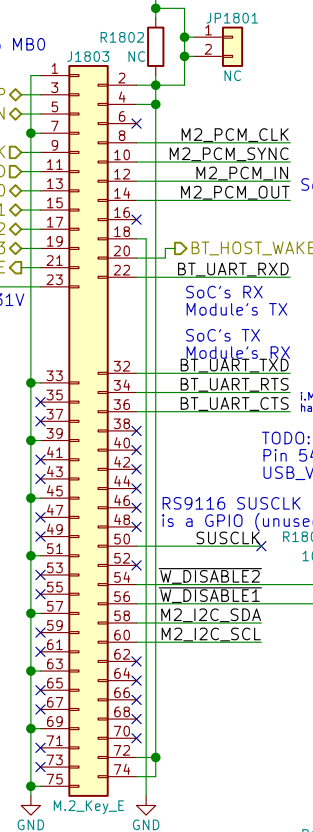 JP1801
R1802
1
2
NC
NC
MB0
J1803
1
2
3
4
5
6
7
8
M2_PCM_CLK
9
10
M2_PCM_SYNC
11
12
M2_PCM_IN
13
14
M2_PCM_OUT
15
16
17
18
19
20
BT_HOST_WAKE
21
22
BT_UART_RXD
23
31V
SoC's RX
Module's TX
SoC's TX
Module's RX
32
BT_UART_TXD
33
34
BT_UART_RTS
35
36
BT_UART_CTS
37
38
39
40
41
42
43
44
45
46
47
48
49
50
SUSCLK
51
52
53
54
W_DISABLE2
55
56
W_DISABLE1
57
58
M2_I2C_SDA
59
60
M2_I2C_SCL
61
62
63
64
65
66
67
68
69
70
71
72
73
74
75
TODO:
Pin 54
USB_V
RS9116 SUSCLK
is a GPIO (unused
R180
10
M.2_Key_E
GND
GND